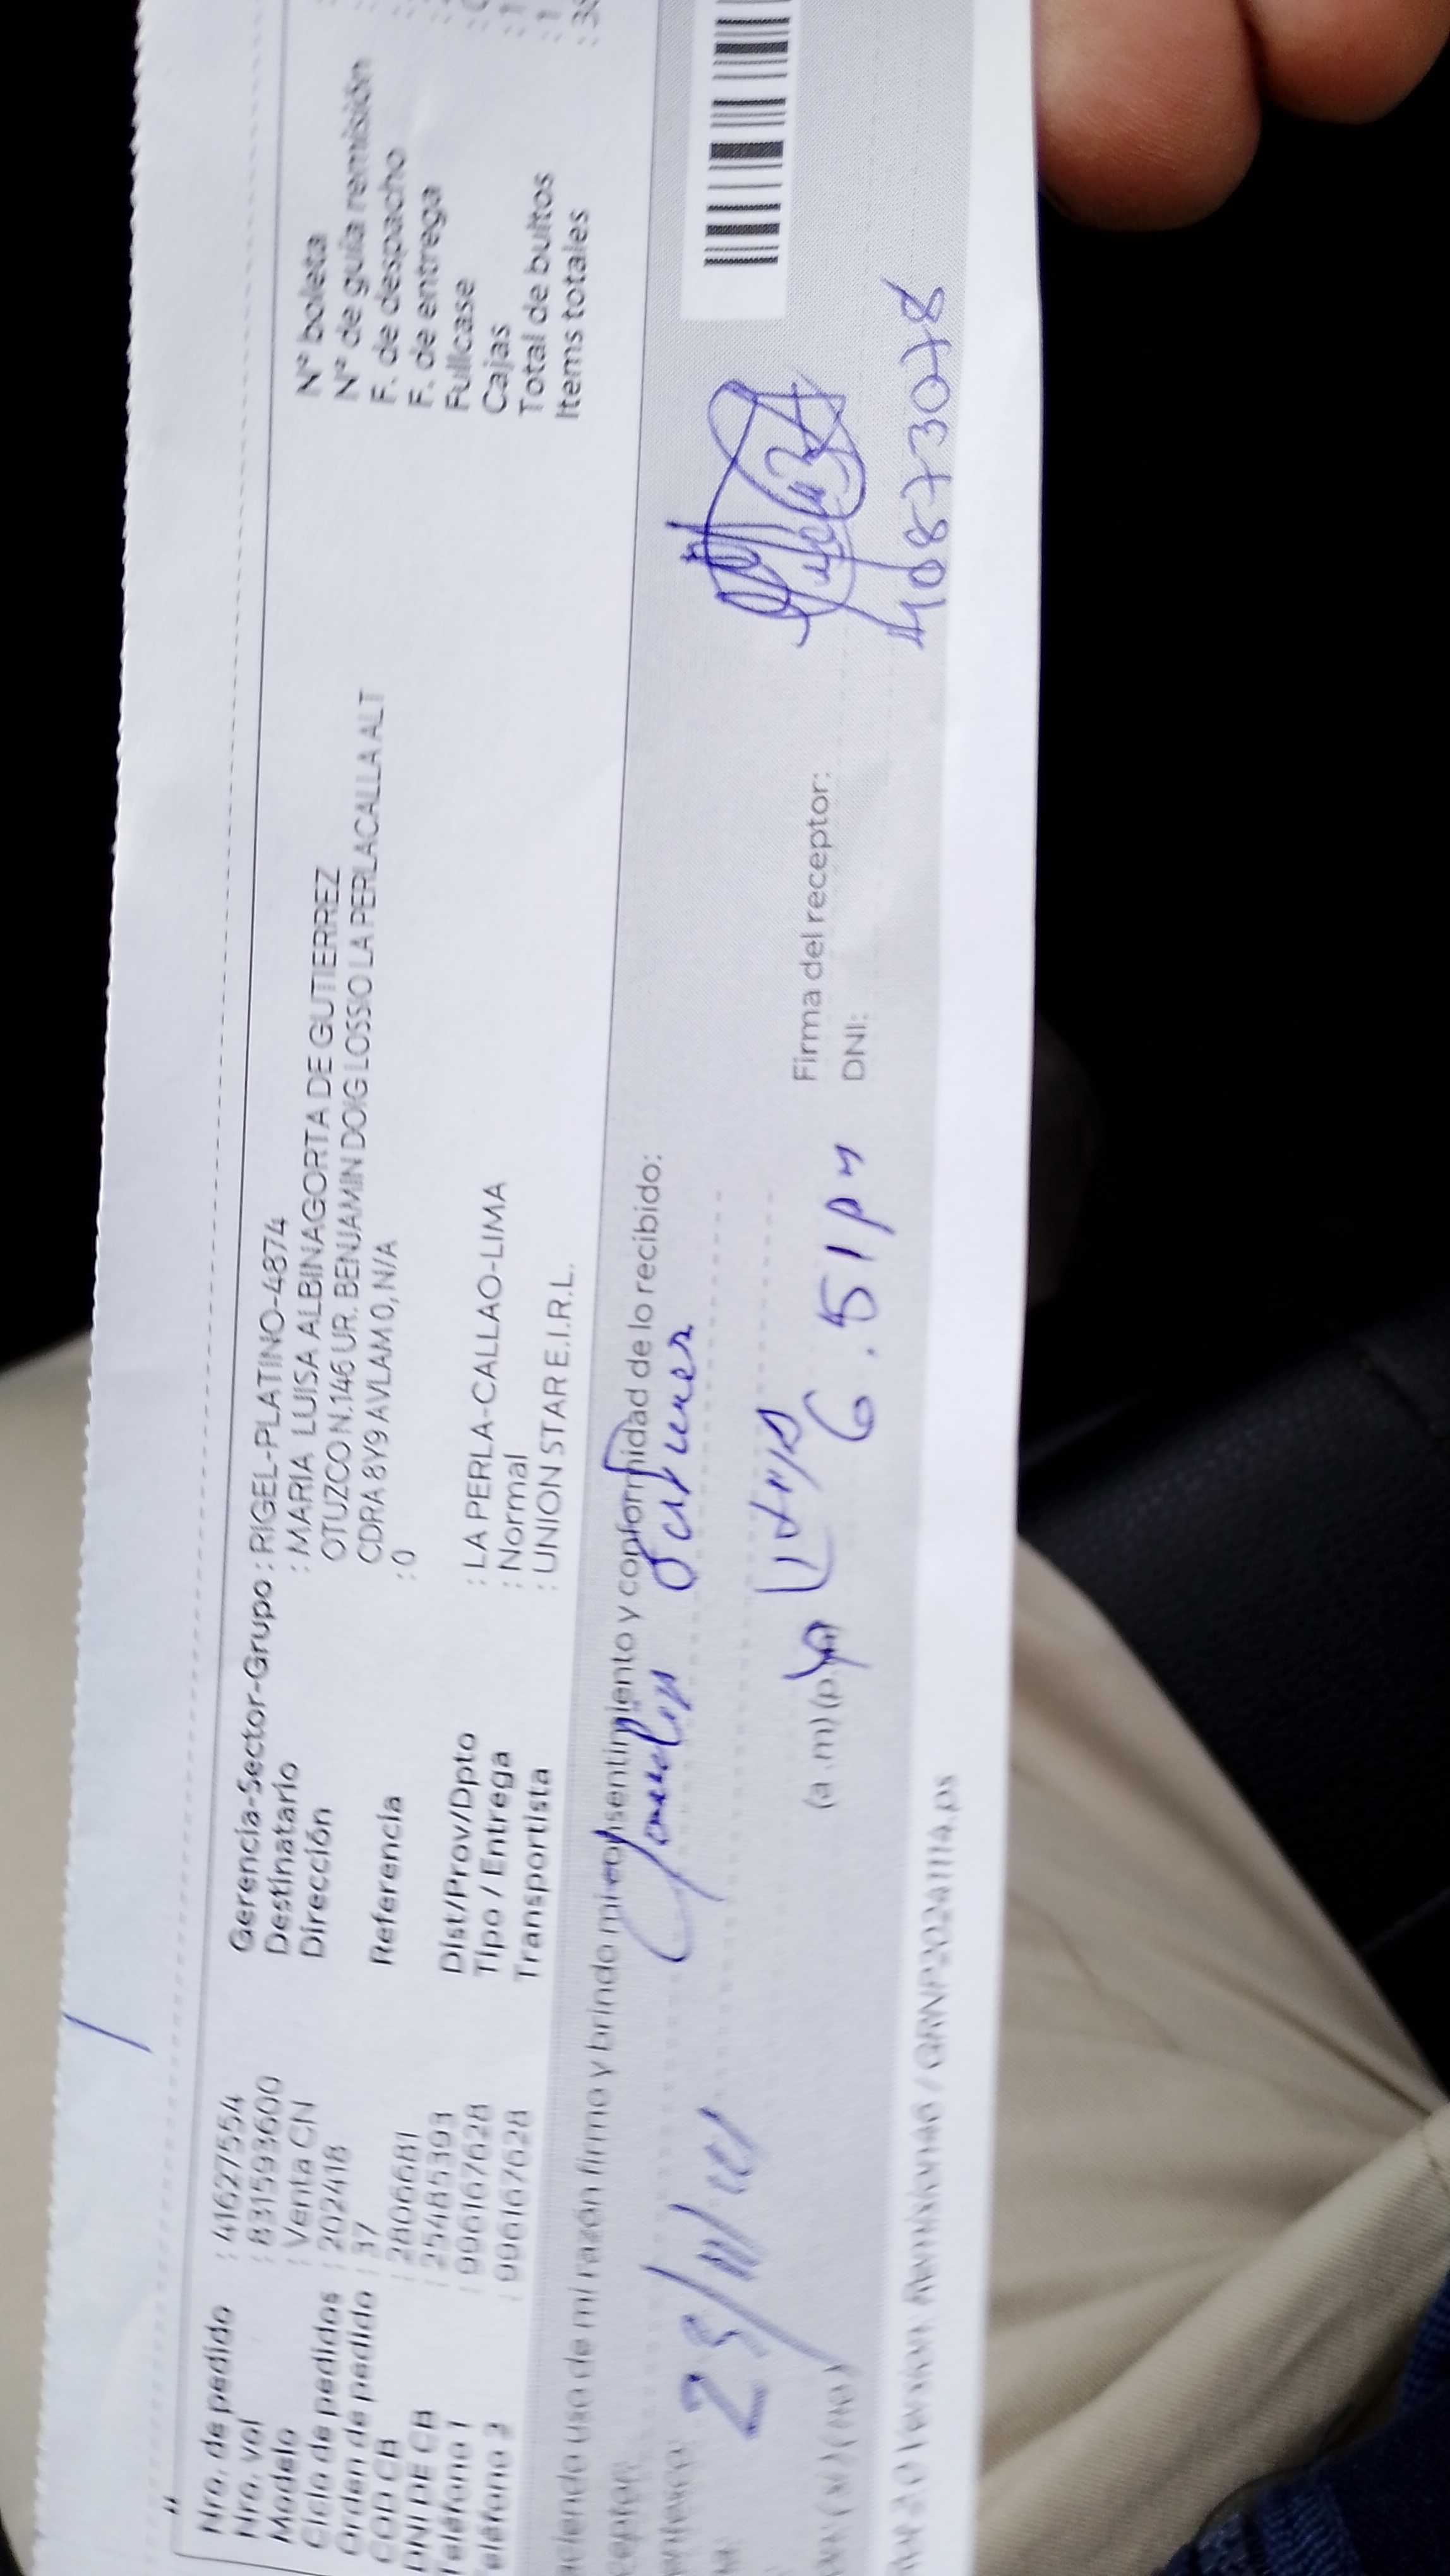 Nro. de pedido : 41627554
Nro. vol : 831593600
Modelo : Venta CN
Ciclo de pedidos : 202418
Orden de pedido : 37
COD CB : 2806681
DNI DE CB : 25485393
Teléfono 1 : 996167628
Teléfono 2 : 996167628
Gerencia-Sector-Grupo : RIGEL-PLATINO-4874
Destinatario : MARIA LUISA ALBINAGORTA DE GUTIERREZ
Dirección OTUZCO N.146 UR. BENJAMIN DOIG LOSSIO LA PERLACALLA ALT
CDRA 8Y9 AVLAM 0, N/A
Referencia : 0
Dist/Prov/Dpto : LA PERLA-CALLAO-LIMA
Tipo / Entrega : Normal
Transportista : UNION STAR E.I.R.L.
N° boleta
N° de guía remisión
F. de despacho
F. de entrega
Fullcase
Cajas
Total de bultos
Items totales
aciendo uso de mi razón firmo y brindo mi consentimiento y conformidad de lo recibido:
(a.m) (p.m)
6.51 pm
Firma del receptor:
DNI:
40873078